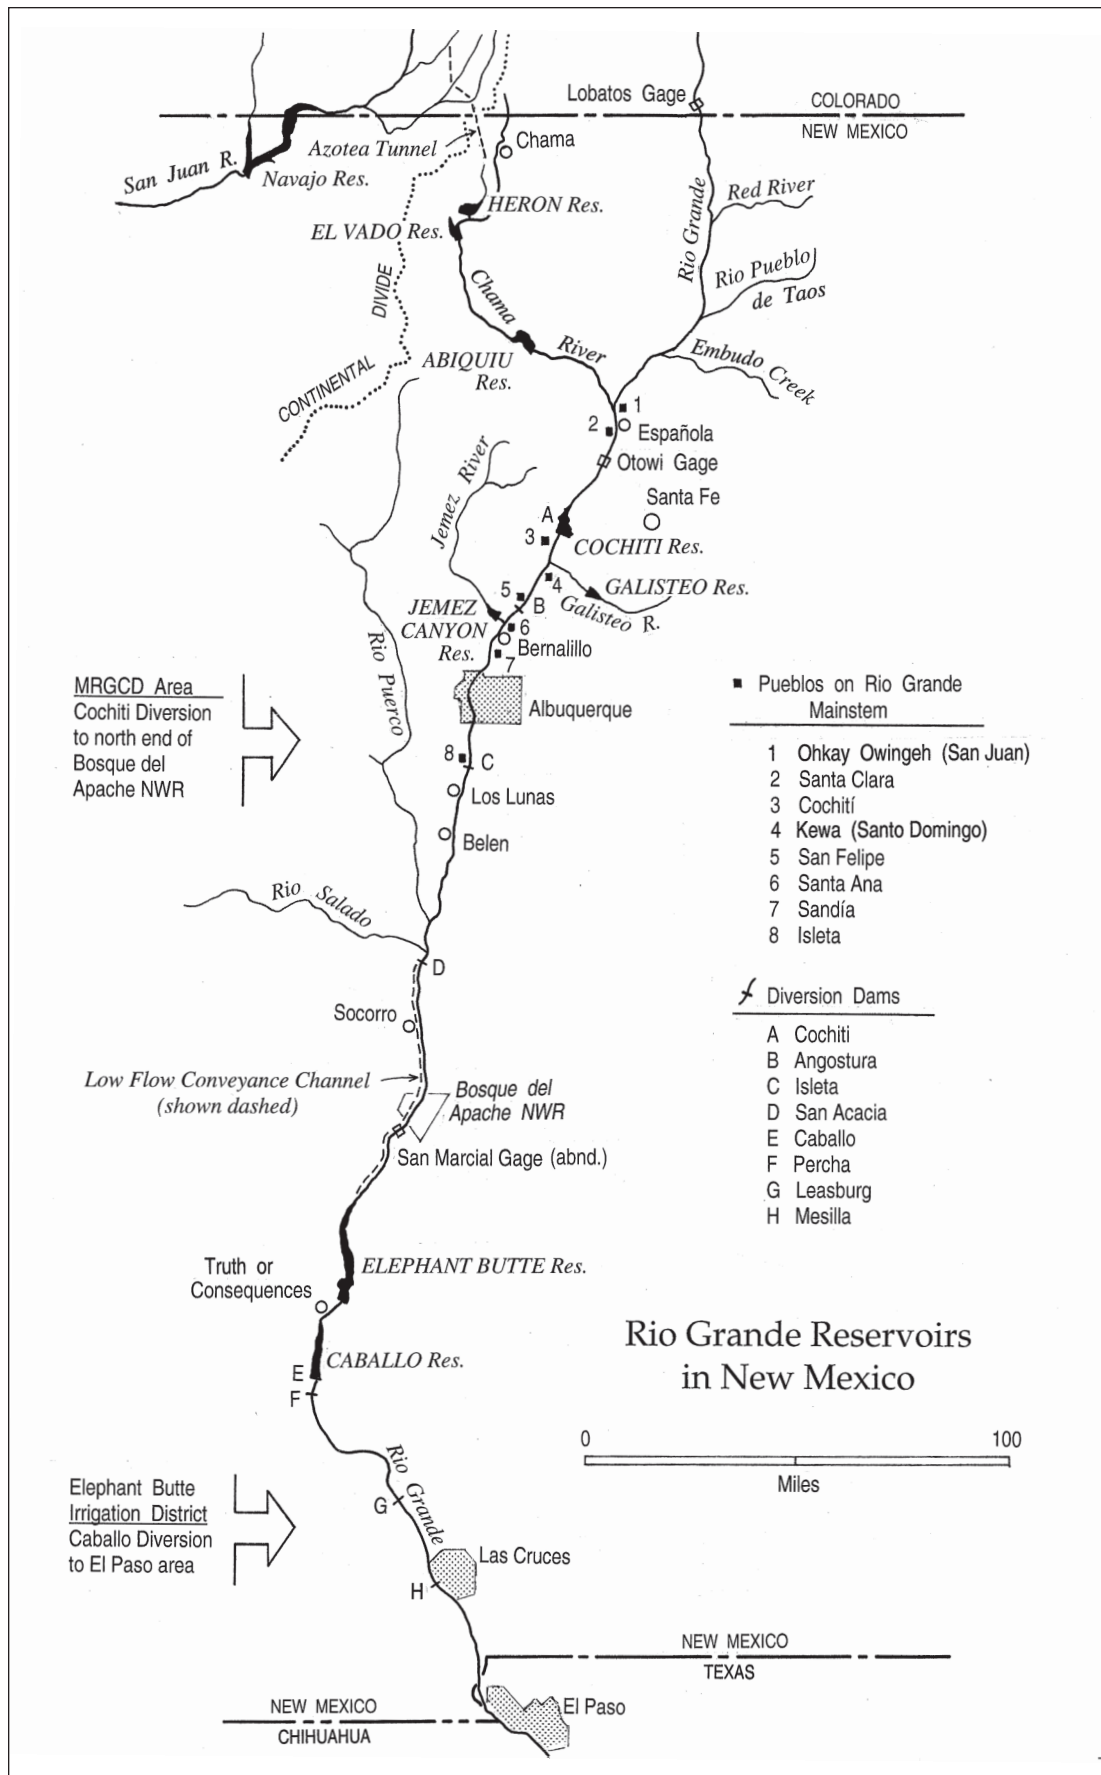 Lobatos Gage
COLORADO
NEW MEXICO
Azotea Tunnel
Chama
San Juan R.
Navajo Res.
HERON Res.
EL VADO Res.
Rio Grande
Red River
Rio Pueblo
de Taos
DIVIDE
CONTINENTAL
Chama
River
ABIQUIU
Res.
Embudo Creek
1
2
Española
Otowi Gage
Santa Fe
Jemez River
A
3
COCHITI Res.
4
GALISTEO Res.
5
B
Galisteo R.
JEMEZ
CANYON
Res.
6
Bernalillo
7
Rio Puerco
Albuquerque
MRGCD Area
Cochiti Diversion
to north end of
Bosque del
Apache NWR
8
C
Los Lunas
Belen
Pueblos on Rio Grande
Mainstem
1 Ohkay Owingeh (San Juan)
2 Santa Clara
3 Cochití
4 Kewa (Santo Domingo)
5 San Felipe
6 Santa Ana
7 Sandía
8 Isleta
Rio Salado
D
Socorro
Diversion Dams
A Cochiti
B Angostura
C Isleta
D San Acacia
E Caballo
F Percha
G Leasburg
H Mesilla
Low Flow Conveyance Channel
(shown dashed)
Bosque del
Apache NWR
San Marcial Gage (abnd.)
Truth or
Consequences
ELEPHANT BUTTE Res.
Rio Grande Reservoirs
in New Mexico
E
CABALLO Res.
F
0 100
Miles
Rio Grande
Elephant Butte
Irrigation District
Caballo Diversion
to El Paso area
G
Las Cruces
H
NEW MEXICO
TEXAS
El Paso
NEW MEXICO
CHIHUAHUA